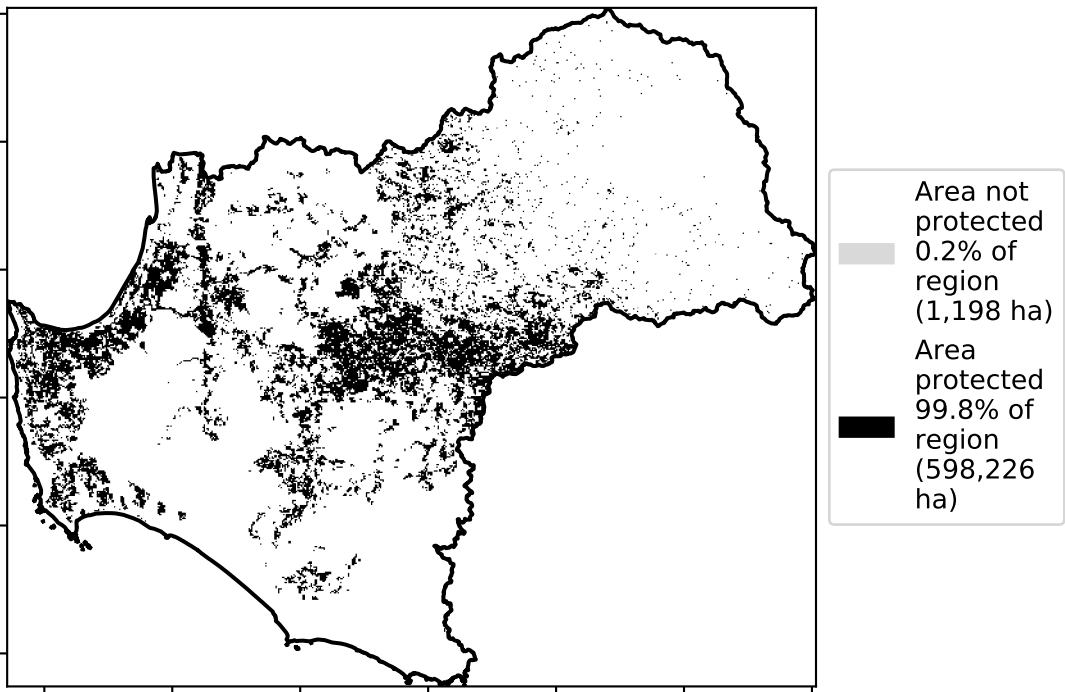 Area not
protected
0.2% of
region
(1,198 ha)
Area
protected
99.8% of
region
(598,226
ha)